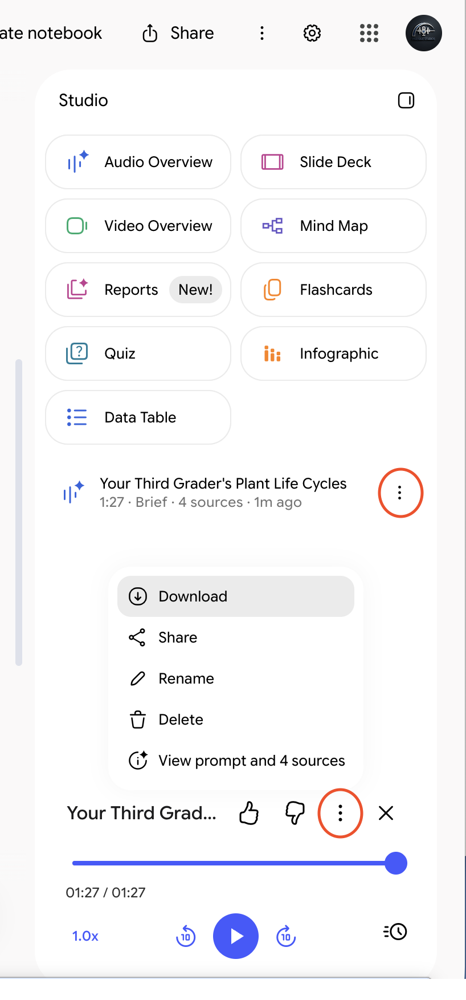 ate notebook
Share
Studio
Audio Overview
Slide Deck
Video Overview
Mind Map
Reports
New!
Flashcards
Quiz
Infographic
Data Table
Your Third Grader's Plant Life Cycles
1:27 · Brief · 4 sources · 1m ago
Download
Share
Rename
Delete
View prompt and 4 sources
Your Third Grad...
01:27 / 01:27
1.0x
10
10